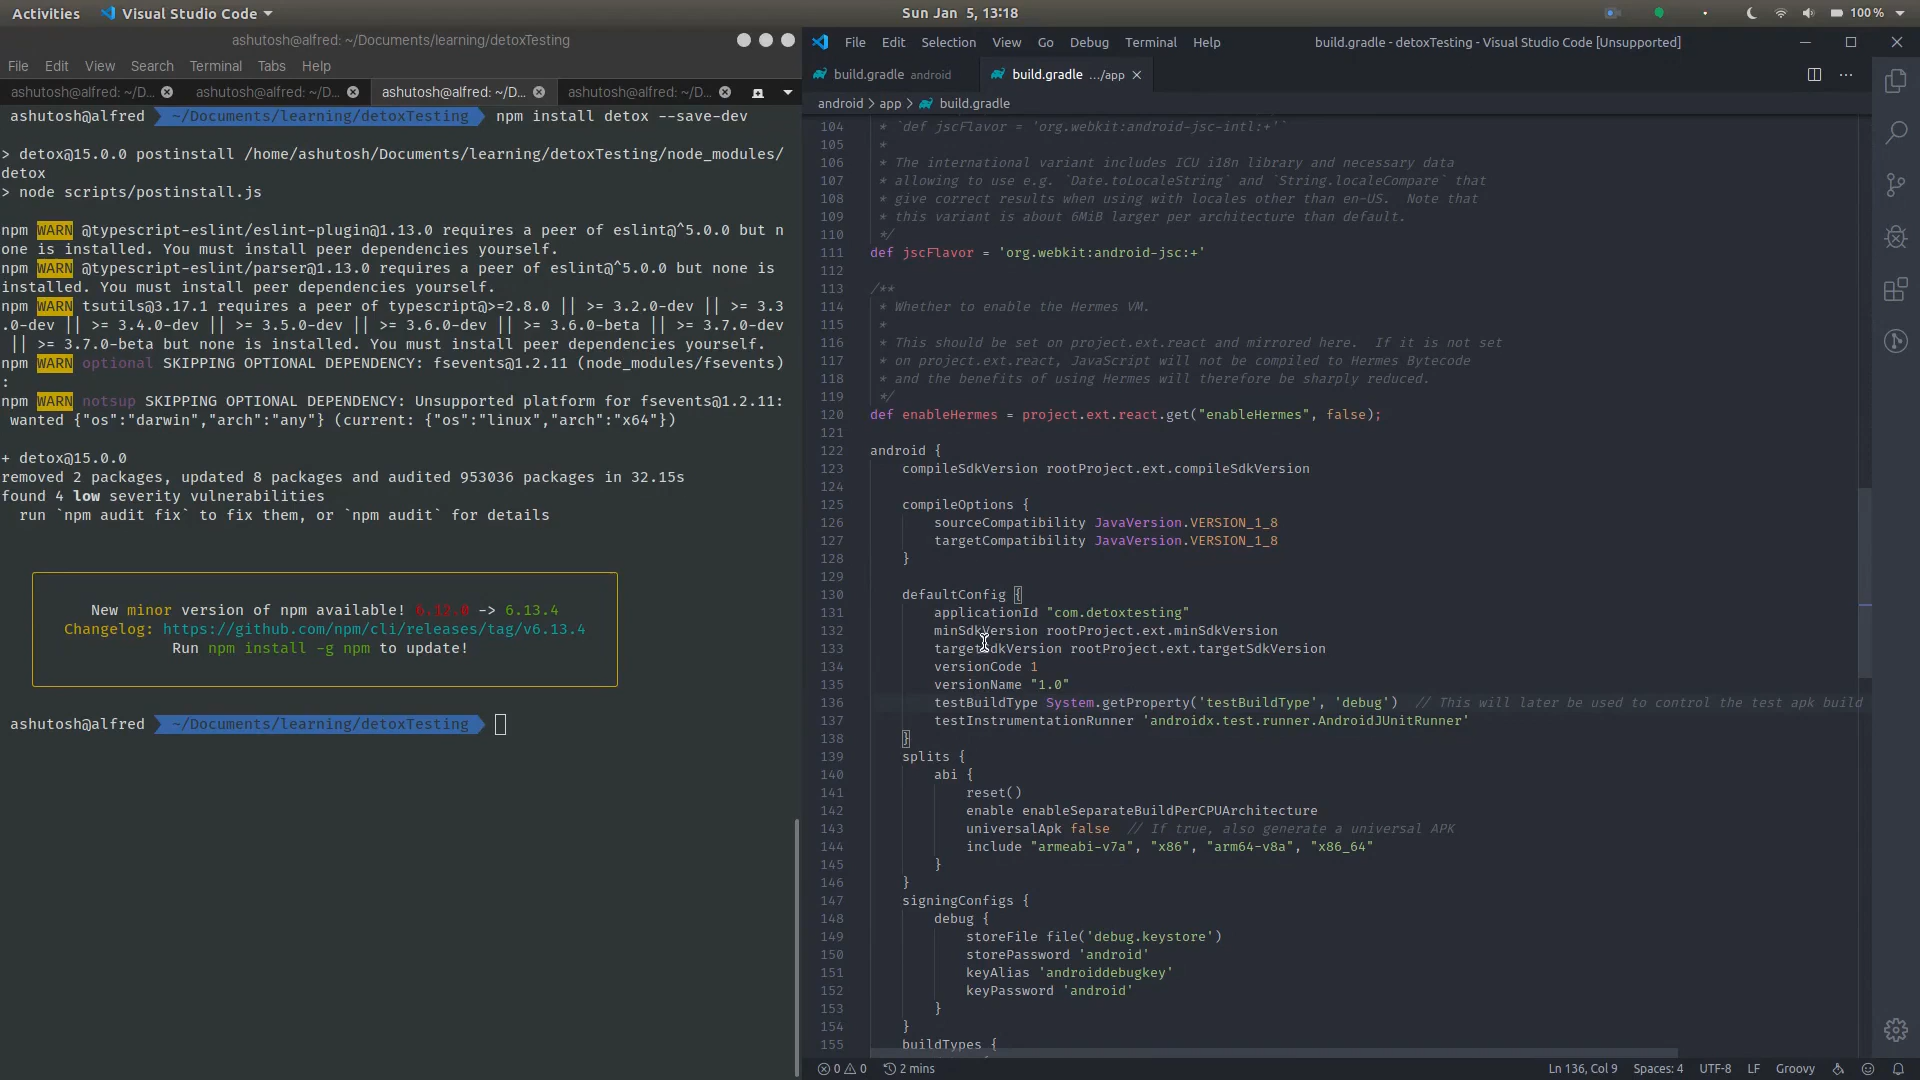 Activities
Visual Studio Code
Sun Jan 5, 13:18
100 %
ashutosh@alfred: ~/Documents/learning/detoxTesting
File Edit View Search Terminal Tabs Help
ashutosh@alfred: ~/D...
ashutosh@alfred: ~/D...
ashutosh@alfred: ~/D...
ashutosh@alfred: ~/D...
ashutosh@alfred ~/Documents/learning/detoxTesting npm install detox --save-dev
> detox@15.0.0 postinstall /home/ashutosh/Documents/learning/detoxTesting/node_modules/
detox
> node scripts/postinstall.js
npm WARN @typescript-eslint/eslint-plugin@1.13.0 requires a peer of eslint@^5.0.0 but n
one is installed. You must install peer dependencies yourself.
npm WARN @typescript-eslint/parser@1.13.0 requires a peer of eslint@^5.0.0 but none is
installed. You must install peer dependencies yourself.
npm WARN tsutils@3.17.1 requires a peer of typescript@>=2.8.0 || >= 3.2.0-dev || >= 3.3
.0-dev || >= 3.4.0-dev || >= 3.5.0-dev || >= 3.6.0-dev || >= 3.6.0-beta || >= 3.7.0-dev
|| >= 3.7.0-beta but none is installed. You must install peer dependencies yourself.
npm WARN optional SKIPPING OPTIONAL DEPENDENCY: fsevents@1.2.11 (node_modules/fsevents)
:
npm WARN notsup SKIPPING OPTIONAL DEPENDENCY: Unsupported platform for fsevents@1.2.11:
wanted {"os":"darwin","arch":"any"} (current: {"os":"linux","arch":"x64"})
+ detox@15.0.0
removed 2 packages, updated 8 packages and audited 953036 packages in 32.15s
found 4 low severity vulnerabilities
run `npm audit fix` to fix them, or `npm audit` for details
New minor version of npm available! 6.12.0 -> 6.13.4
Changelog: https://github.com/npm/cli/releases/tag/v6.13.4
Run npm install -g npm to update!
ashutosh@alfred ~/Documents/learning/detoxTesting
File Edit Selection View Go Debug Terminal Help
build.gradle - detoxTesting - Visual Studio Code [Unsupported]
build.gradle android
build.gradle .../app
android > app > build.gradle
104 * `def jscFlavor = 'org.webkit:android-jsc-intl:+'`
105 *
106 * The international variant includes ICU i18n library and necessary data
107 * allowing to use e.g. `Date.toLocaleString` and `String.localeCompare` that
108 * give correct results when using with locales other than en-US. Note that
109 * this variant is about 6MiB larger per architecture than default.
110 */
111 def jscFlavor = 'org.webkit:android-jsc:+'
112
113 /**
114 * Whether to enable the Hermes VM.
115 *
116 * This should be set on project.ext.react and mirrored here. If it is not set
117 * on project.ext.react, JavaScript will not be compiled to Hermes Bytecode
118 * and the benefits of using Hermes will therefore be sharply reduced.
119 */
120 def enableHermes = project.ext.react.get("enableHermes", false);
121
122 android {
123 compileSdkVersion rootProject.ext.compileSdkVersion
124
125 compileOptions {
126 sourceCompatibility JavaVersion.VERSION_1_8
127 targetCompatibility JavaVersion.VERSION_1_8
128 }
129
130 defaultConfig {
131 applicationId "com.detoxtesting"
132 minSdkVersion rootProject.ext.minSdkVersion
133 targetSdkVersion rootProject.ext.targetSdkVersion
134 versionCode 1
135 versionName "1.0"
136 testBuildType System.getProperty('testBuildType', 'debug') // This will later be used to control the test apk build
137 testInstrumentationRunner 'androidx.test.runner.AndroidJUnitRunner'
138 }
139 splits {
140 abi {
141 reset()
142 enable enableSeparateBuildPerCPUArchitecture
143 universalApk false // If true, also generate a universal APK
144 include "armeabi-v7a", "x86", "arm64-v8a", "x86_64"
145 }
146 }
147 signingConfigs {
148 debug {
149 storeFile file('debug.keystore')
150 storePassword 'android'
151 keyAlias 'androiddebugkey'
152 keyPassword 'android'
153 }
154 }
155 buildTypes {
0 0 2 mins
Ln 136, Col 9 Spaces: 4 UTF-8 LF Groovy